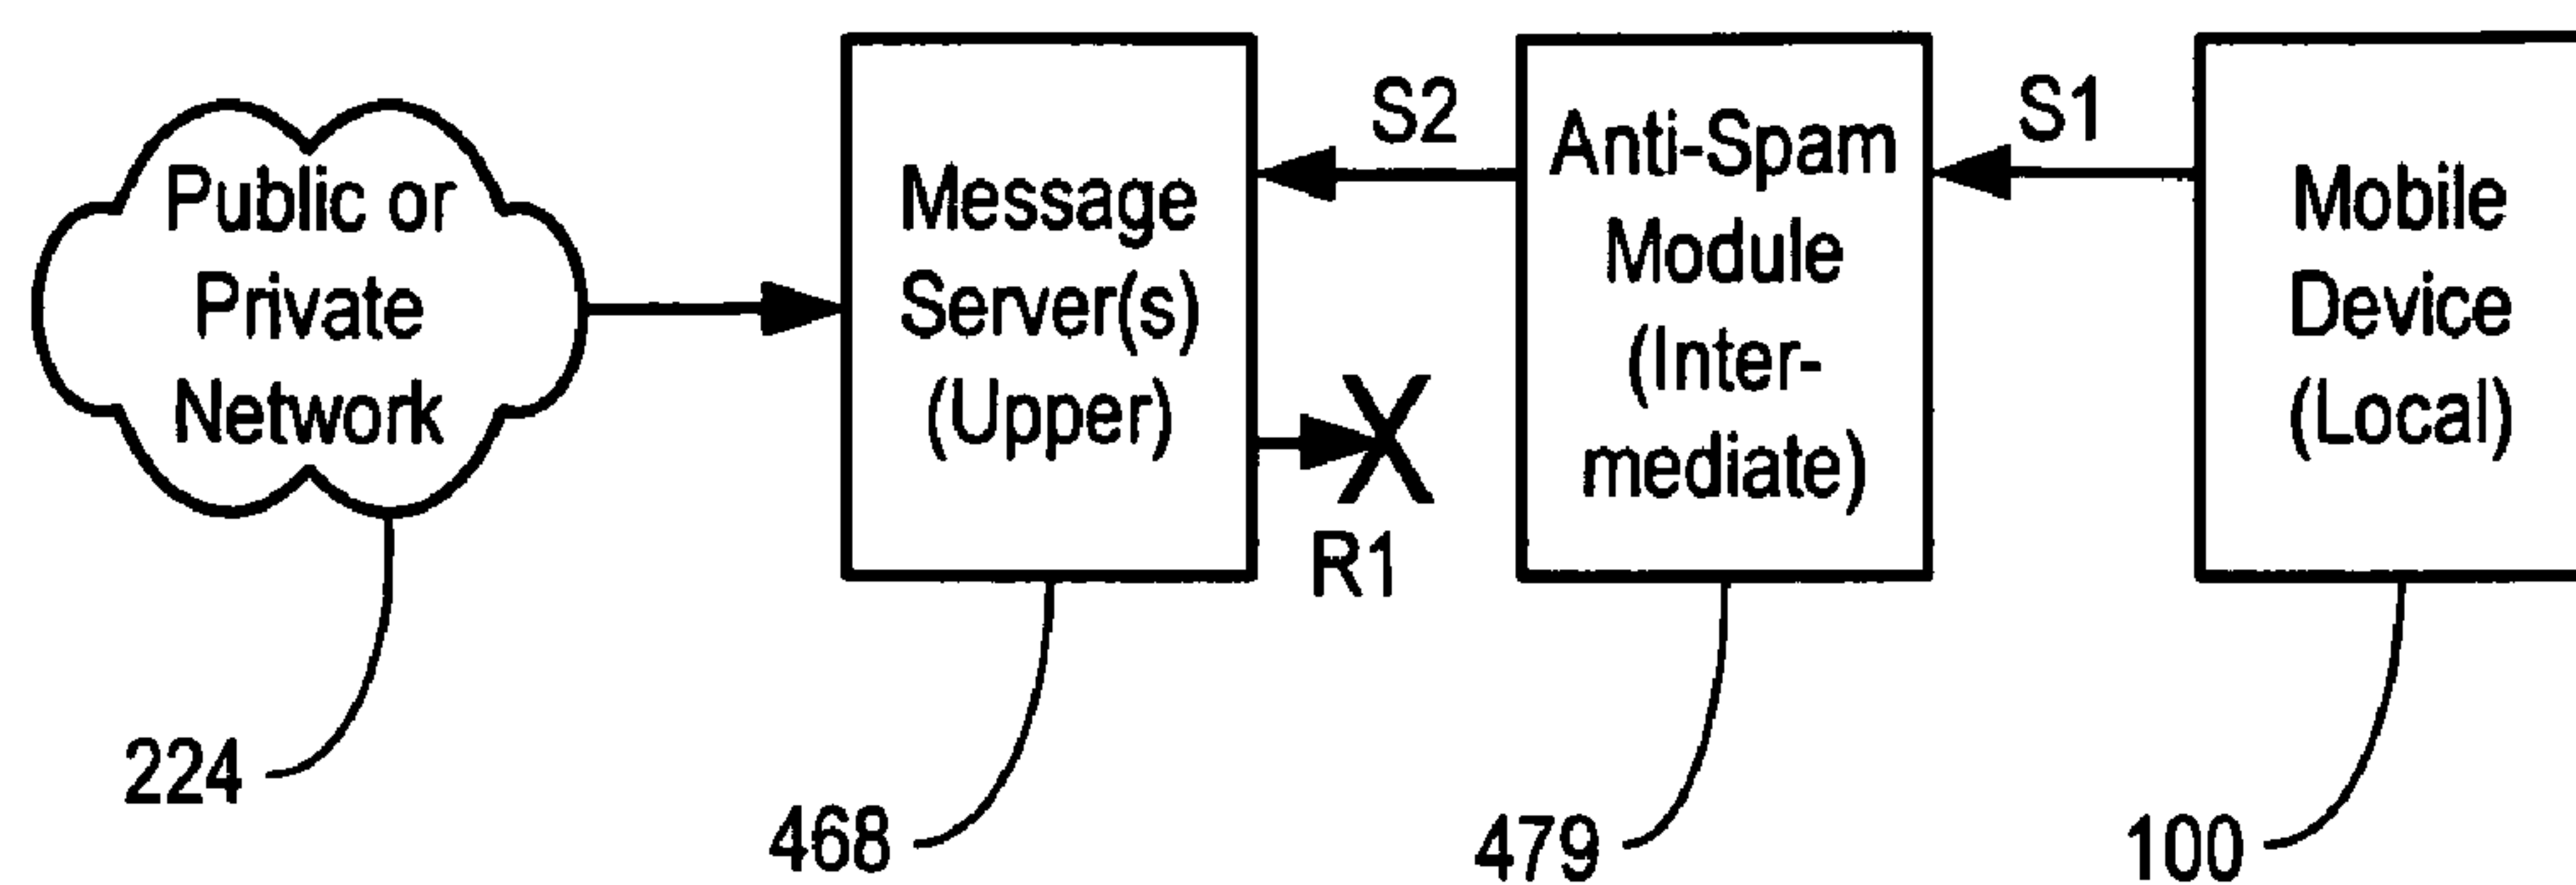 Public or
Private
Network
Message
Server(s)
(Upper)
S2
R1
Anti-Spam
Module
(Inter-
mediate)
S1
Mobile
Device
(Local)
224
468
479
100